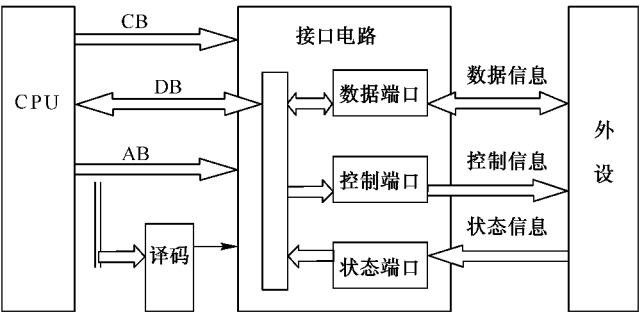 CB
接口电路
CPU
DB
数据端口
数据信息
外设
AB
控制端口
控制信息
译码
状态端口
状态信息